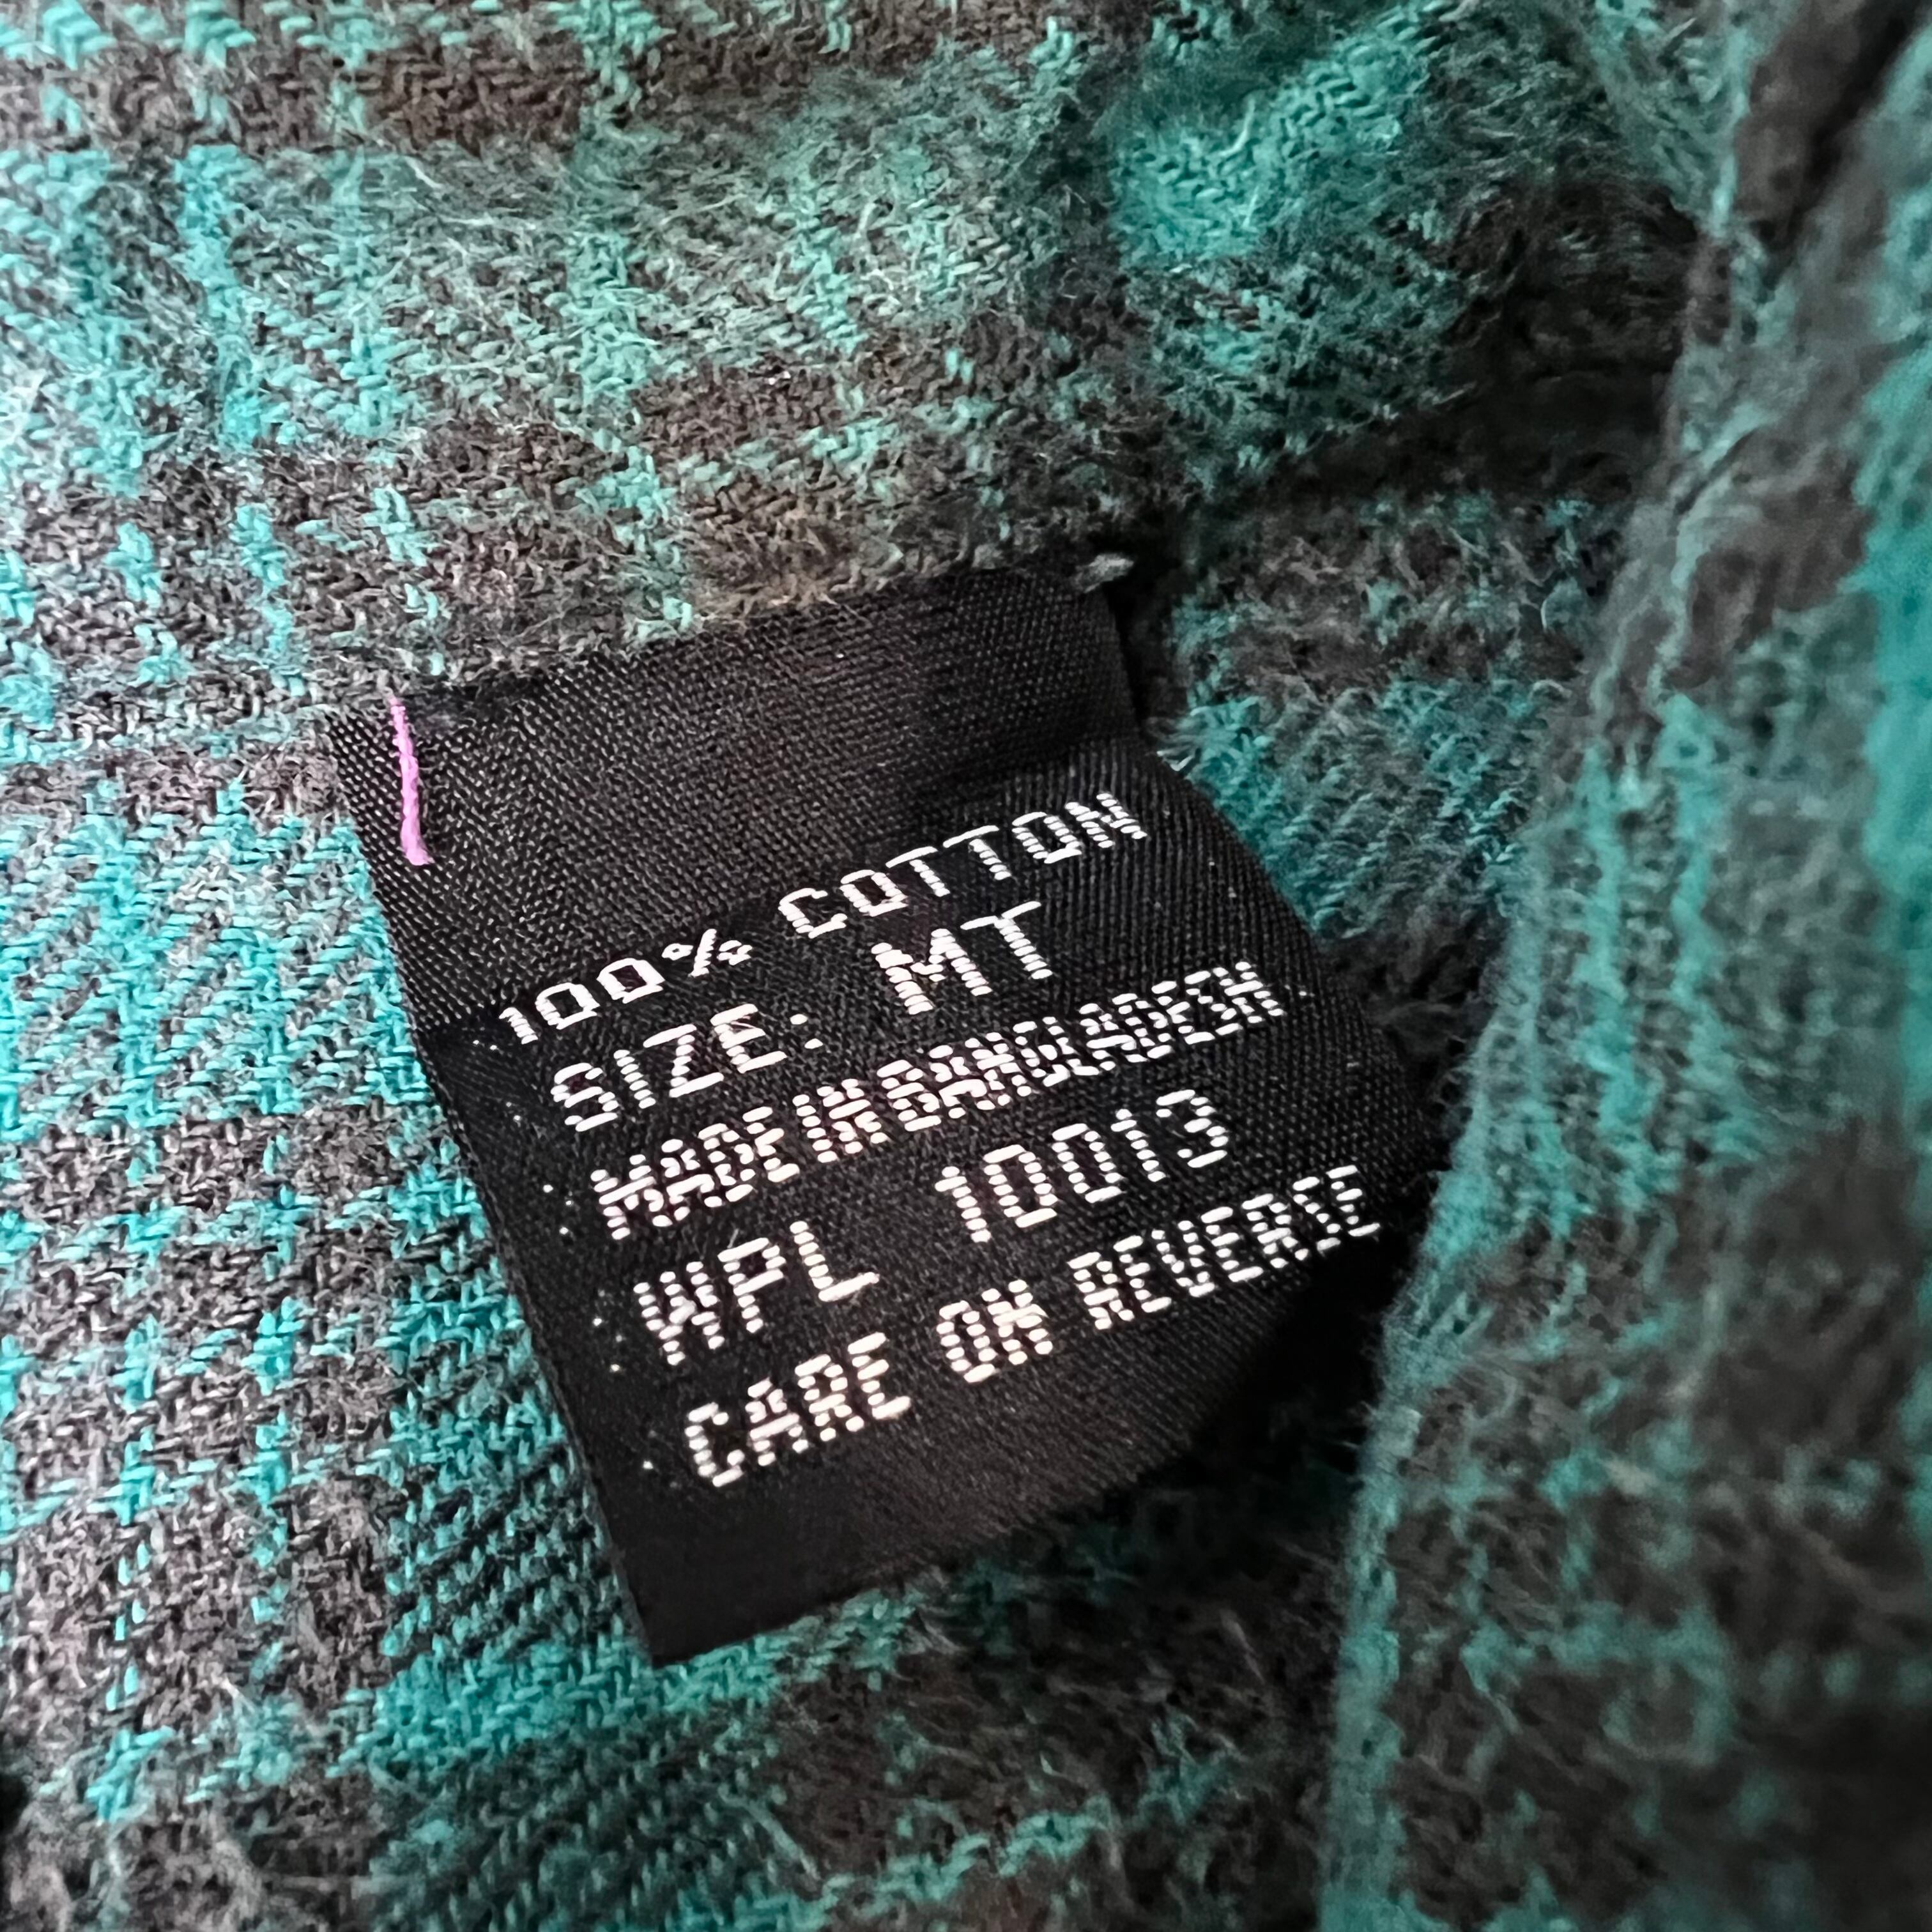 100% COTTON
SIZE: MT
MADE IN BANGLADESH
WPL 10013
CARE ON REVERSE